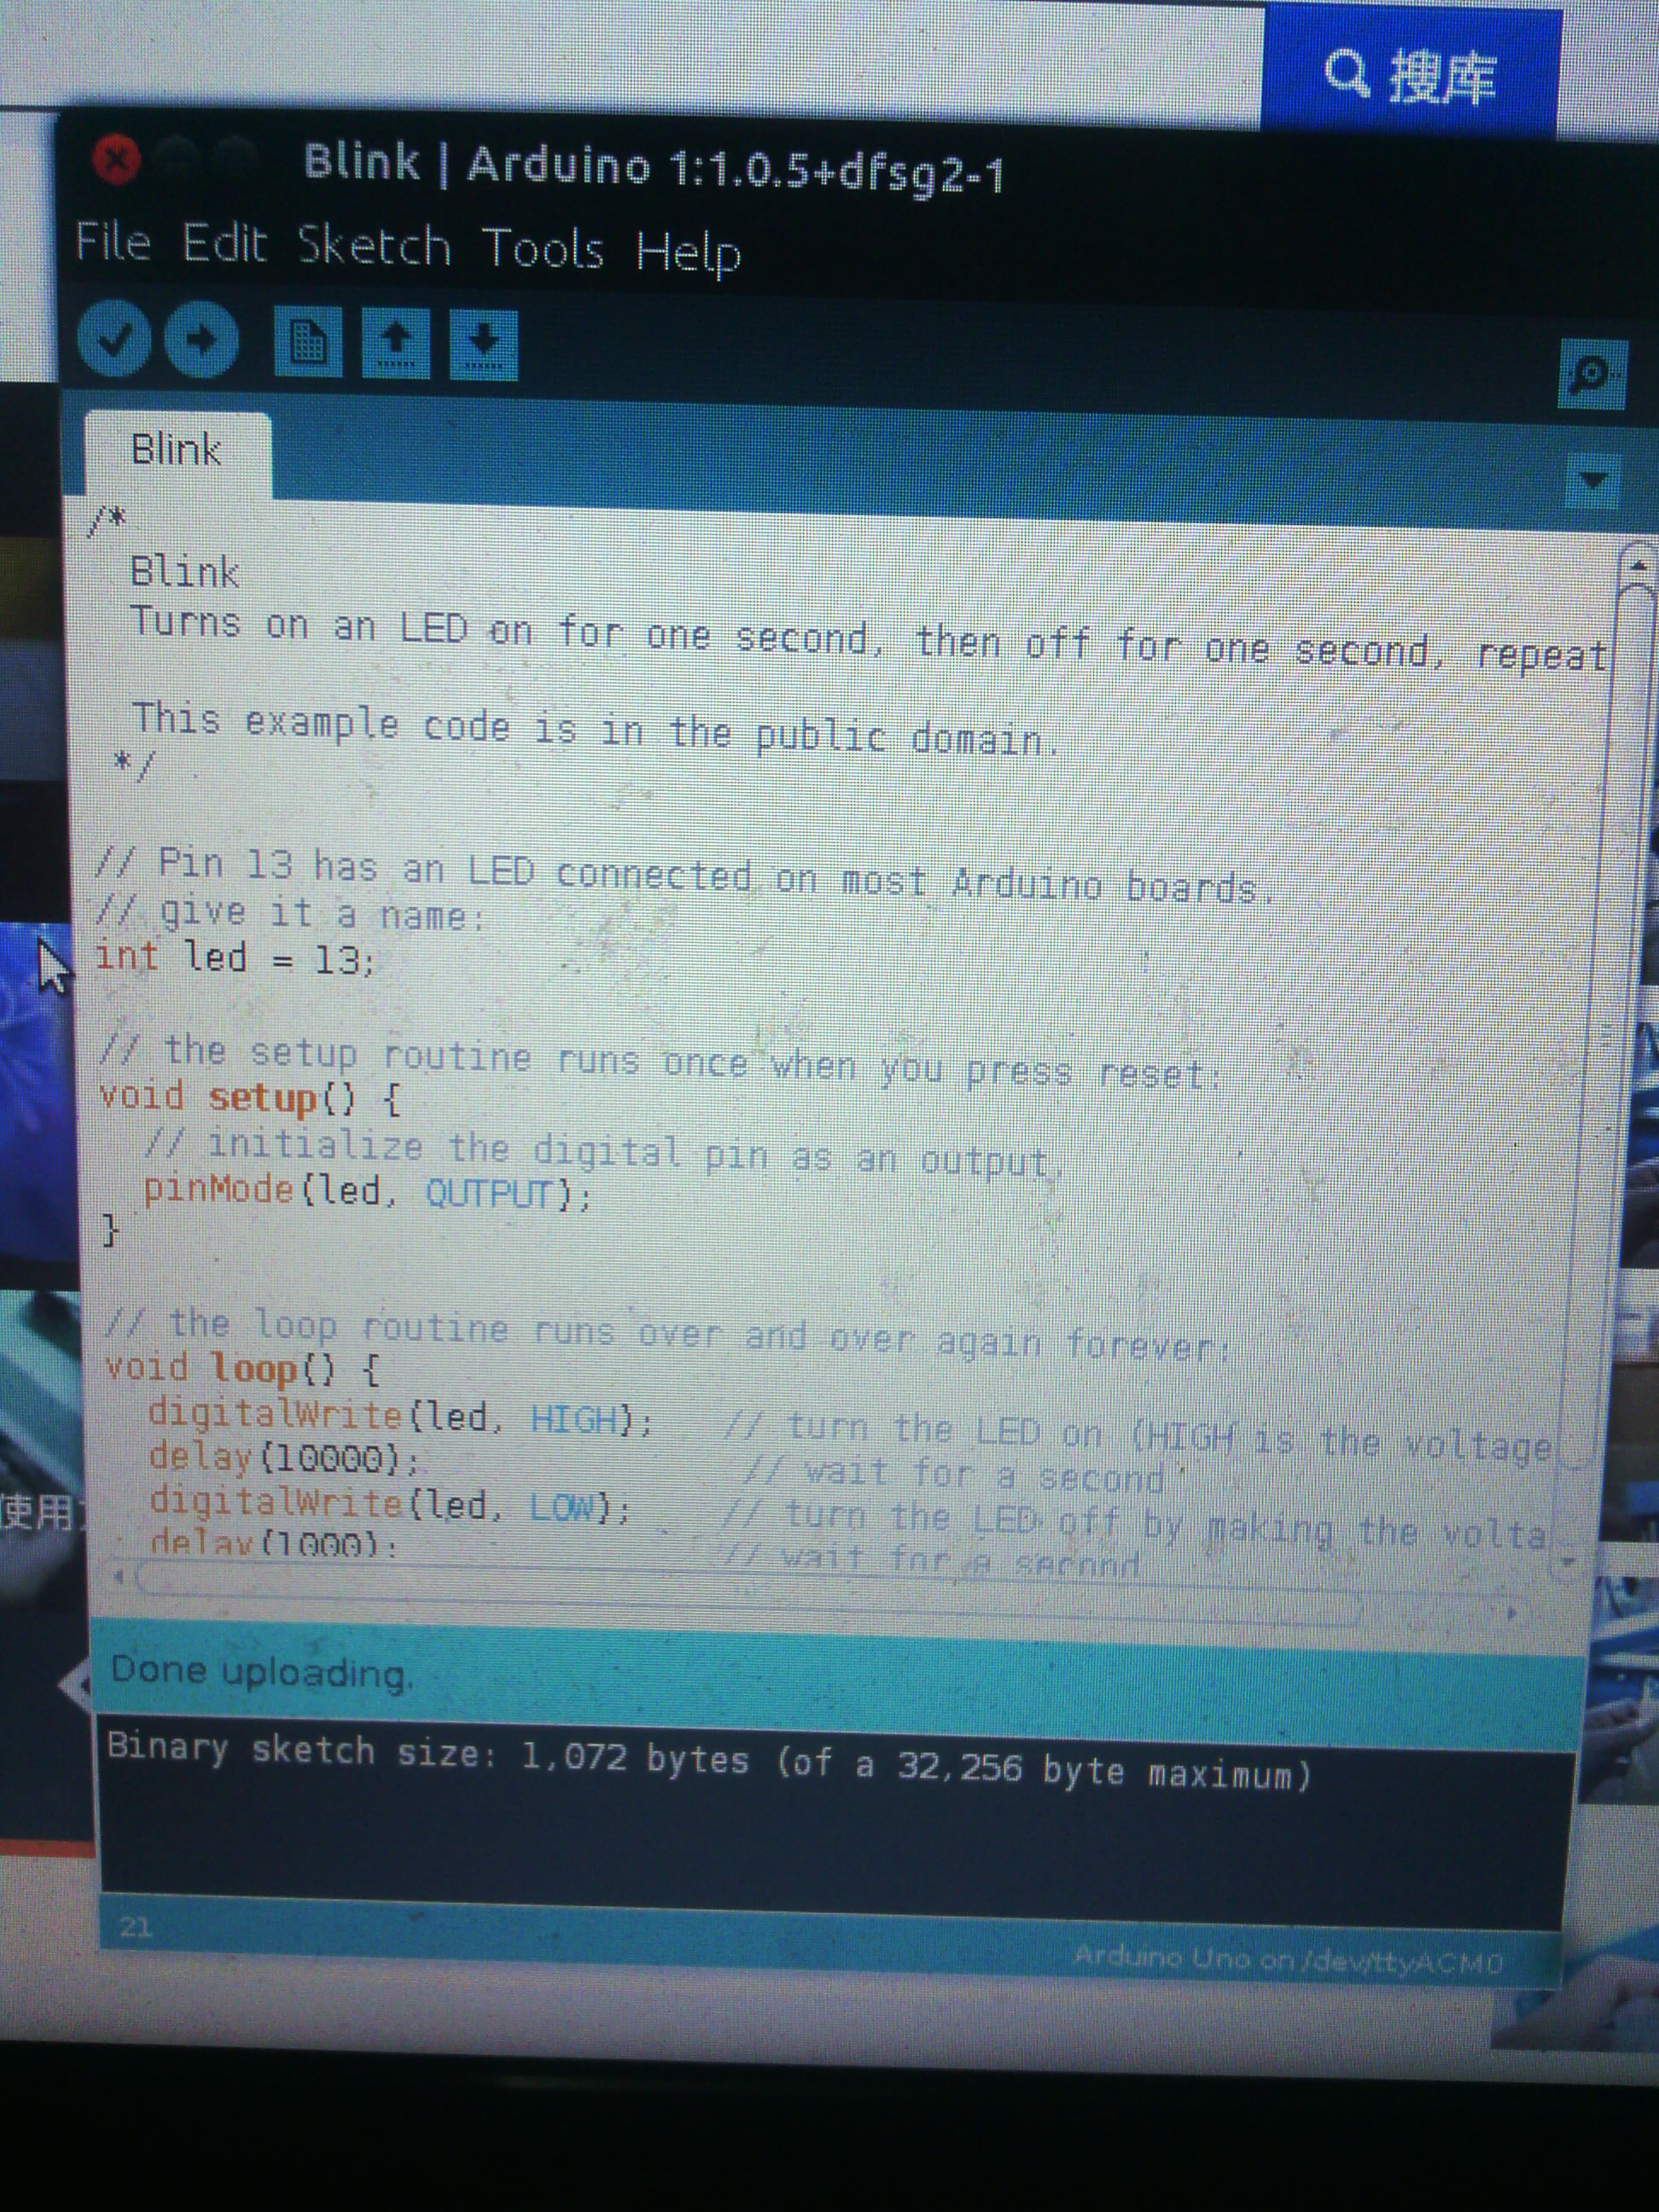 搜库
Blink | Arduino 1:1.0.5+dfsg2-1
File Edit Sketch Tools Help
Blink
/*
Blink
Turns on an LED on for one second, then off for one second, repeat
This example code is in the public domain.
*/
// Pin 13 has an LED connected on most Arduino boards.
// give it a name:
int led = 13;
// the setup routine runs once when you press reset:
void setup() {
// initialize the digital pin as an output.
pinMode(led, OUTPUT);
}
// the loop routine runs over and over again forever:
void loop() {
digitalWrite(led, HIGH); // turn the LED on (HIGH is the voltage
delay(10000); // wait for a second
digitalWrite(led, LOW); // turn the LED off by making the volta
delay(1000); // wait for a second
使用
Done uploading.
Binary sketch size: 1,072 bytes (of a 32,256 byte maximum)
21
Arduino Uno on /dev/ttyACM0